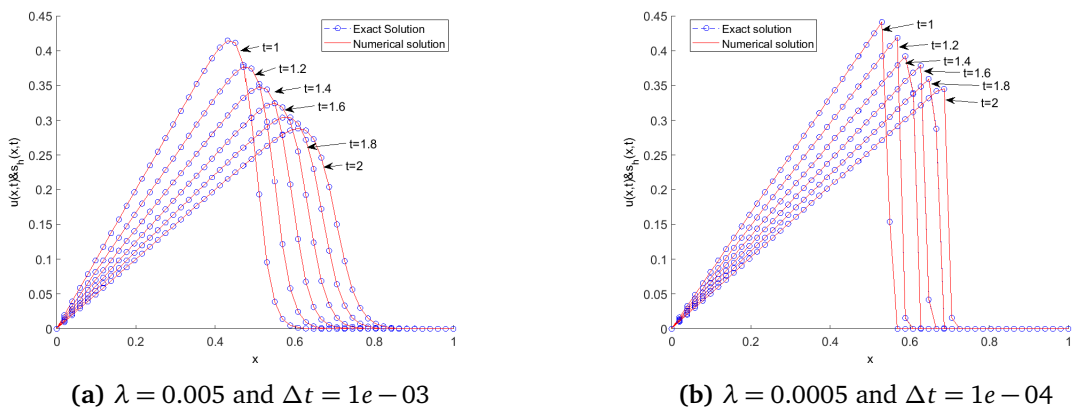 0.45
0.4
0.35
0.3
0.25
0.2
0.15
0.1
0.05
0
u(x,t)&s_h(x,t)
Exact Solution
Numerical solution
t=1
t=1.2
t=1.4
t=1.6
t=1.8
t=2
0 0.2 0.4 0.6 0.8 1
x
(a) λ = 0.005 and Δt = 1e − 03
0.45
0.4
0.35
0.3
0.25
0.2
0.15
0.1
0.05
0
u(x,t)&s_h(x,t)
Exact Solution
Numerical solution
t=1
t=1.2
t=1.4
t=1.6
t=1.8
t=2
0 0.2 0.4 0.6 0.8 1
x
(b) λ = 0.0005 and Δt = 1e − 04